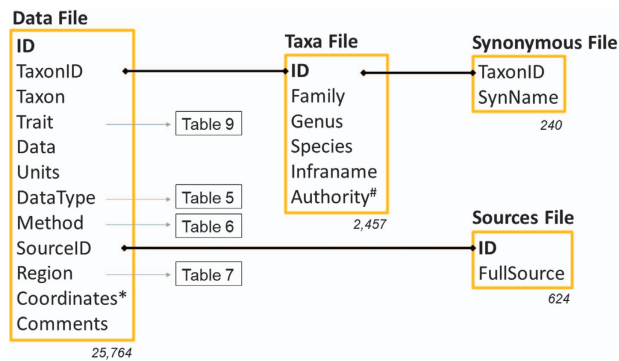 Data File
ID
TaxonID
Taxon
Trait
Data
Units
DataType
Method
SourceID
Region
Coordinates*
Comments
25,764
Table 9
Table 5
Table 6
Table 7
Taxa File
ID
Family
Genus
Species
Infraname
Authority#
2,457
Synonymous File
TaxonID
SynName
240
Sources File
ID
FullSource
624